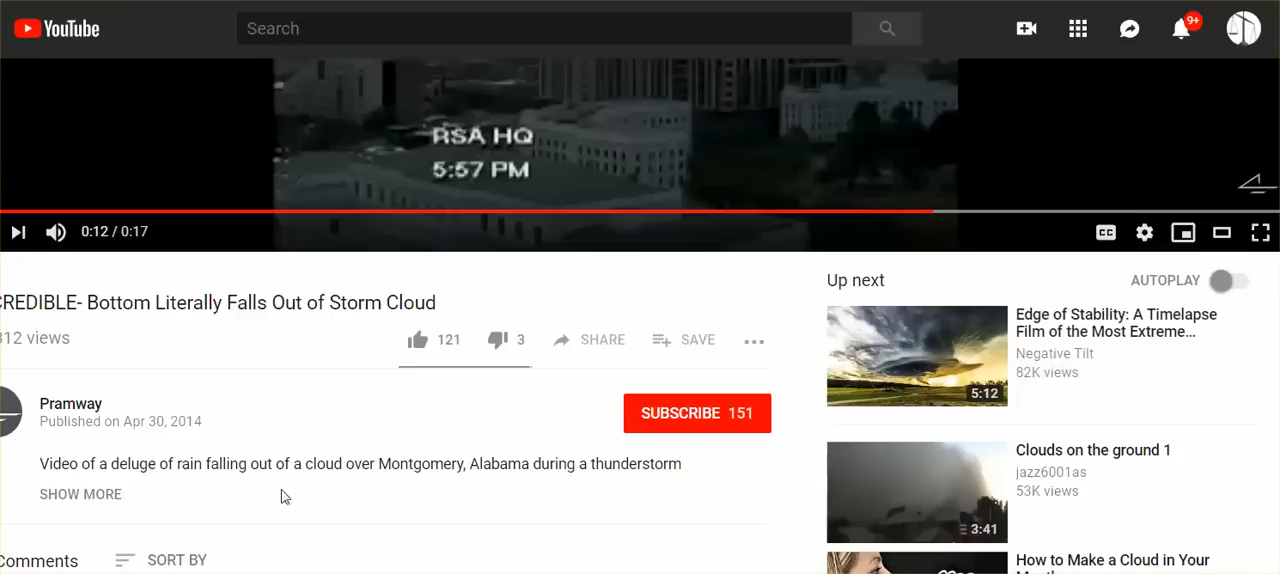 YouTube
Search
9+
RSA HQ
5:57 PM
0:12 / 0:17
CC
CREDIBLE- Bottom Literally Falls Out of Storm Cloud
312 views
121
3
SHARE
SAVE
Pramway
Published on Apr 30, 2014
SUBSCRIBE 151
Video of a deluge of rain falling out of a cloud over Montgomery, Alabama during a thunderstorm
SHOW MORE
Comments
SORT BY
Up next
AUTOPLAY
Edge of Stability: A Timelapse
Film of the Most Extreme...
Negative Tilt
82K views
5:12
Clouds on the ground 1
jazz6001as
53K views
3:41
How to Make a Cloud in Your